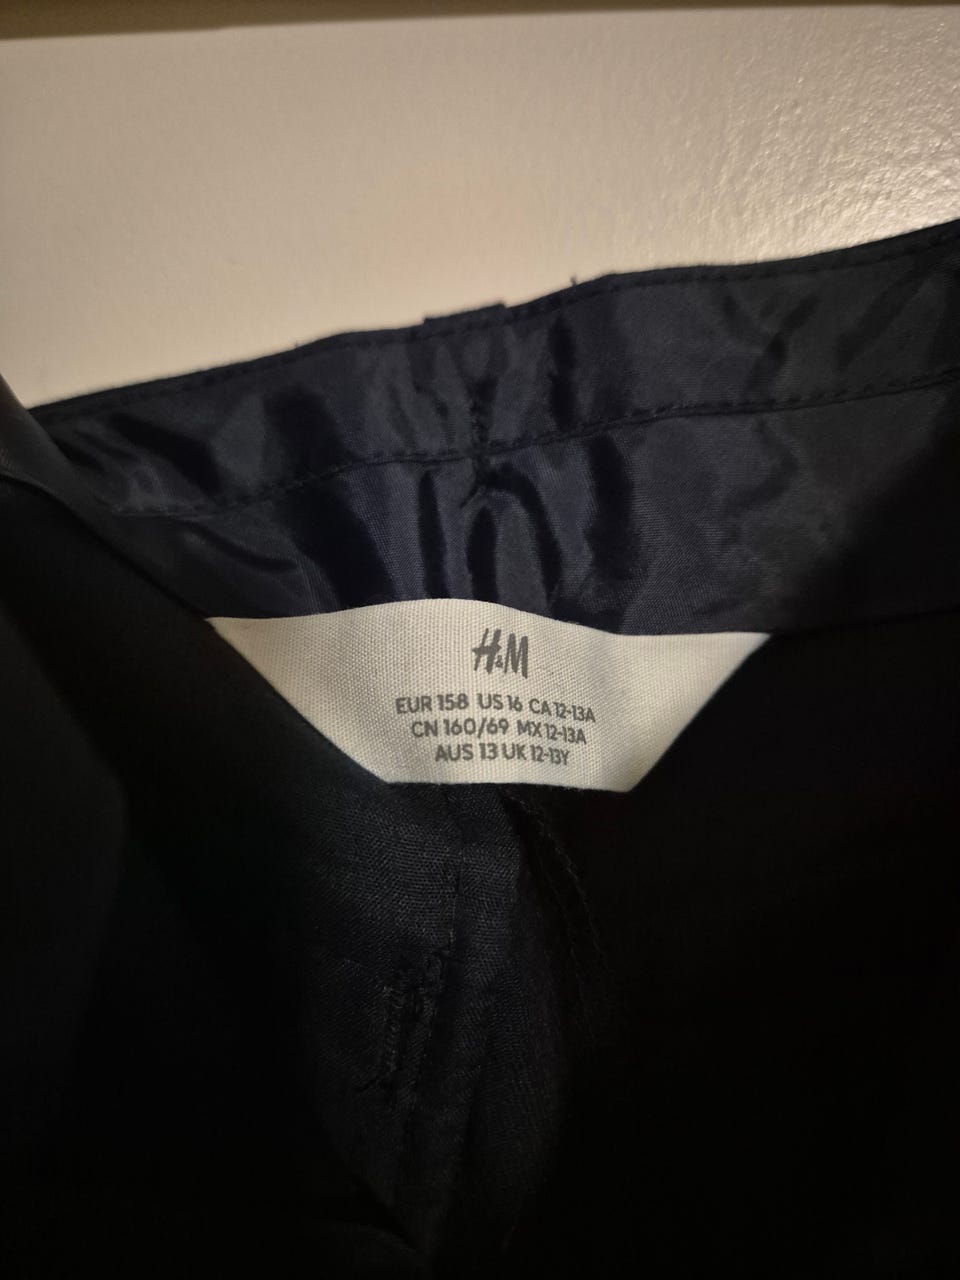 H&M
EUR 158 US 16 CA 12-13A
CN 160/69 MX 12-13A
AUS 13 UK 12-13Y